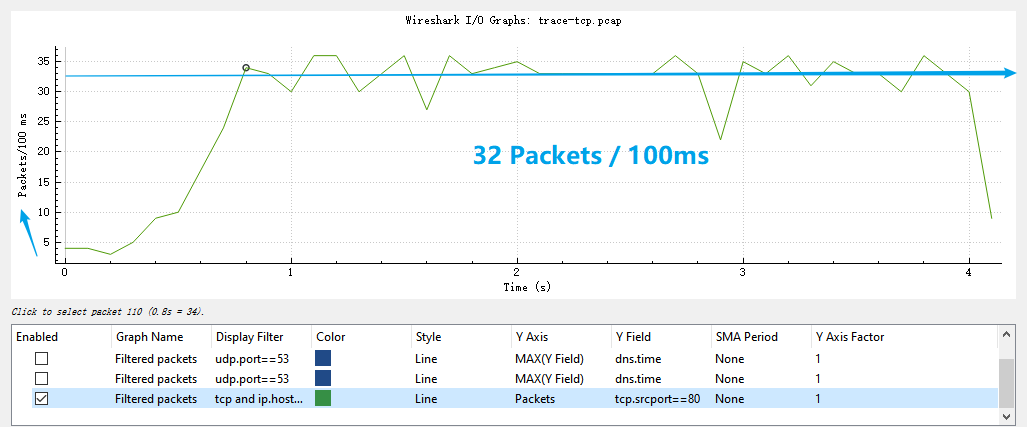 Wireshark I/O Graphs: trace-tcp.pcap
Packets/100 ms
35
30
25
20
15
10
5
32 Packets / 100ms
0 1 2 3 4
Time (s)
Click to select packet 110 (0.8s = 34).
Enabled Graph Name Display Filter Color Style Y Axis Y Field SMA Period Y Axis Factor
Filtered packets udp.port==53 Line MAX(Y Field) dns.time None 1
Filtered packets udp.port==53 Line MAX(Y Field) dns.time None 1
Filtered packets tcp and ip.host... Line Packets tcp.srcport==80 None 1